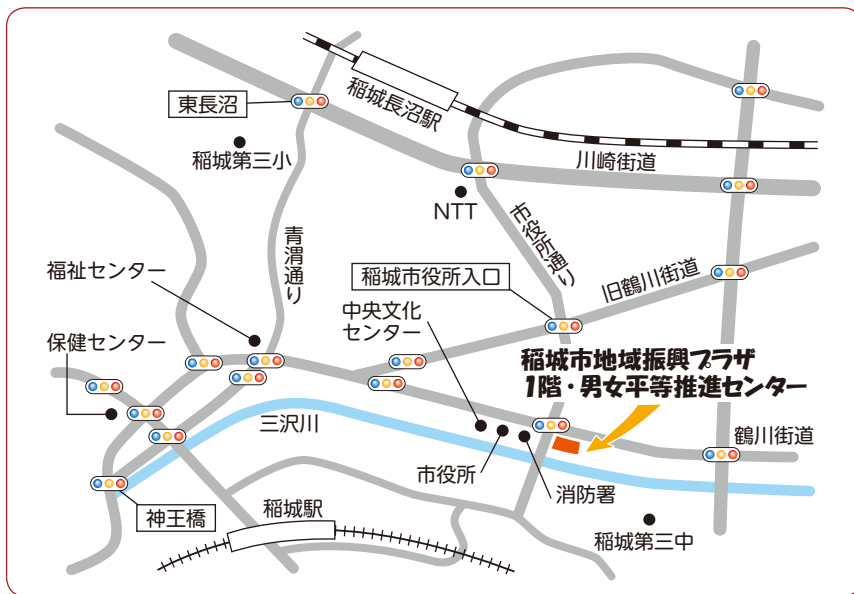 東長沼
稲城長沼駅
稲城第三小
川崎街道
NTT
市役所通り
青渭通り
福祉センター
稲城市役所入口
旧鶴川街道
中央文化
センター
保健センター
稲城市地域振興プラザ
1階・男女平等推進センター
三沢川
鶴川街道
市役所
消防署
神王橋
稲城駅
稲城第三中